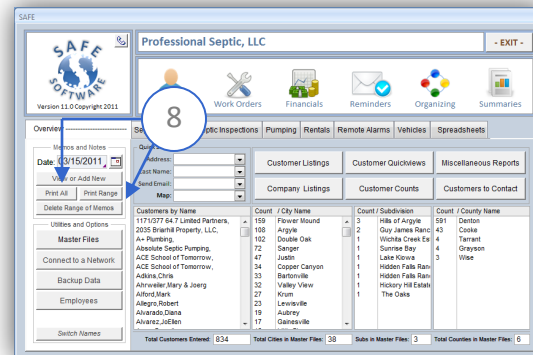 SAFE
SAFE
SOFTWARE
Version 11.0 Copyright 2011
Professional Septic, LLC
- EXIT -
Work Orders
Financials
Reminders
Organizing
Summaries
8
Overview
Inspections
Pumping
Rentals
Remote Alarms
Vehicles
Spreadsheets
Memos and Notes
Date: 03/15/2011
View or Add New
Print All
Print Range
Delete Range of Memos
Utilities and Options
Master Files
Connect to a Network
Backup Data
Employees
Switch Names
Address:
Last Name:
Send Email:
Map:
Customer Listings
Customer Quickviews
Miscellaneous Reports
Company Listings
Customer Counts
Customers to Contact
Customers by Name
1171/377 64.7 Limited Partners,
2035 Briarhill Property, LLC,
A+ Plumbing,
Absolute Septic Pumping,
ACE School of Tomorrow,
ACE School of Tomorrow,
Adkins,Chris
Ahrweiler,Mary & Joerg
Alford,Mark
Allegro,Robert
Alvarado,Diana
Alvarez,JoEllen
Count / City Name
159 Flower Mound
108 Argyle
102 Double Oak
72 Sanger
47 Justin
34 Copper Canyon
33 Bartonville
32 Valley View
27 Krum
23 Lewisville
19 Aubrey
17 Gainesville
Count / Subdivision
3 Hills of Argyle
2 Guy James Ranc
1 Wichita Creek Es
1 Sunrise Bay
1 Lake Kiowa
1 Hidden Falls Ran
1 Hidden Falls Ran
1 Hickory Hill Estate
1 The Oaks
Count / County Name
591 Denton
43 Cooke
4 Tarrant
4 Grayson
3 Wise
Total Customers Entered: 834
Total Cities in Master Files: 38
Subs in Master Files: 3
Total Counties in Master Files: 6